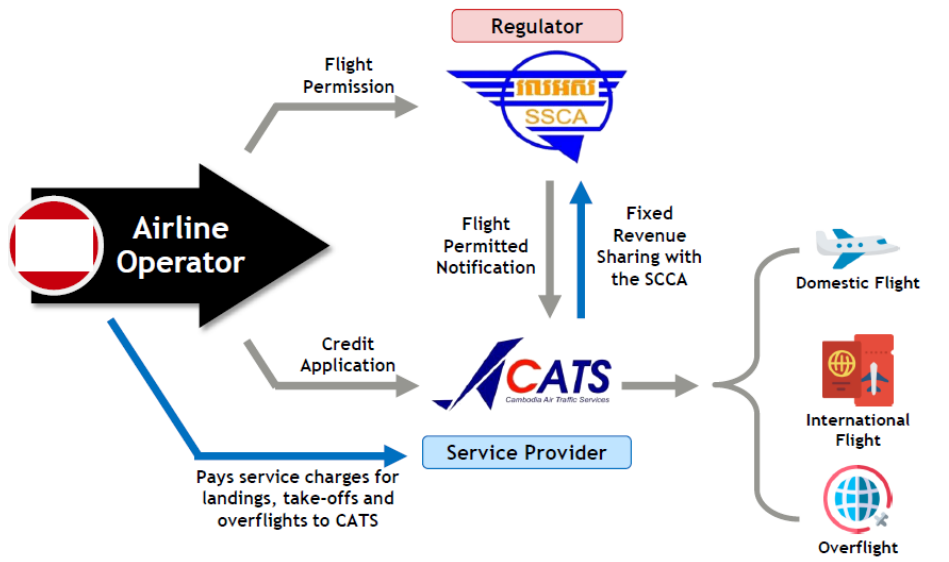 Regulator
Flight
Permission
SSCA
Airline
Operator
Flight
Permitted
Notification
Fixed
Revenue
Sharing with
the SCCA
Domestic Flight
Credit
Application
CATS
Cambodia Air Traffic Services
International
Flight
Service Provider
Pays service charges for
landings, take-offs and
overflights to CATS
Overflight